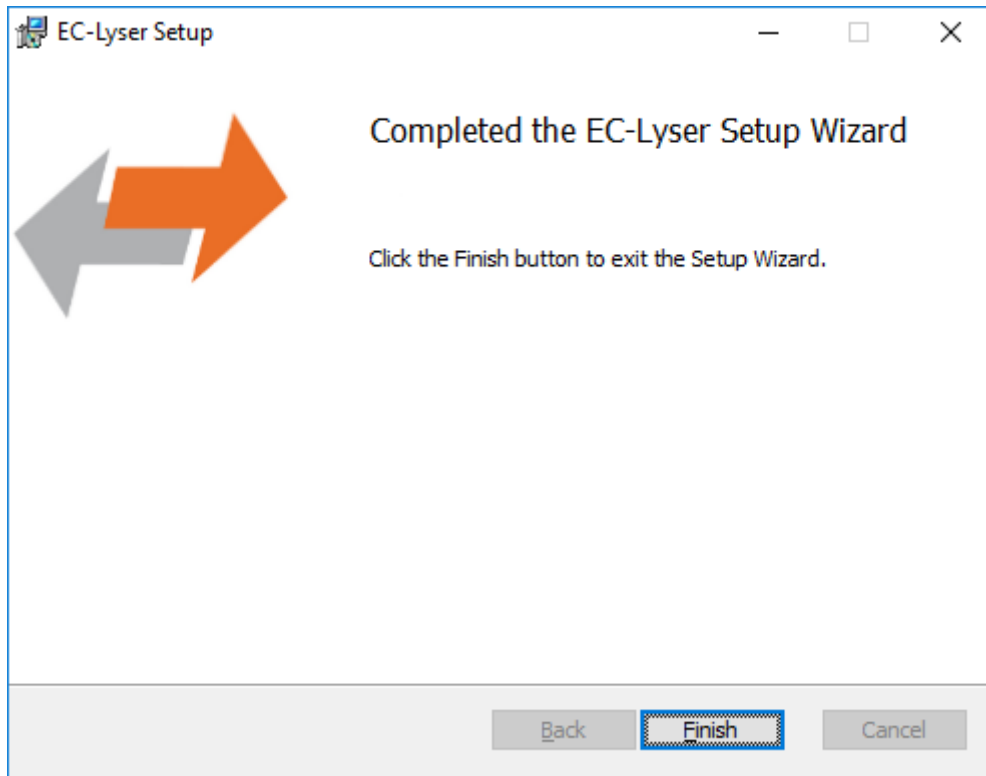 EC-Lyser Setup
Completed the EC-Lyser Setup Wizard
Click the Finish button to exit the Setup Wizard.
Back Finish Cancel